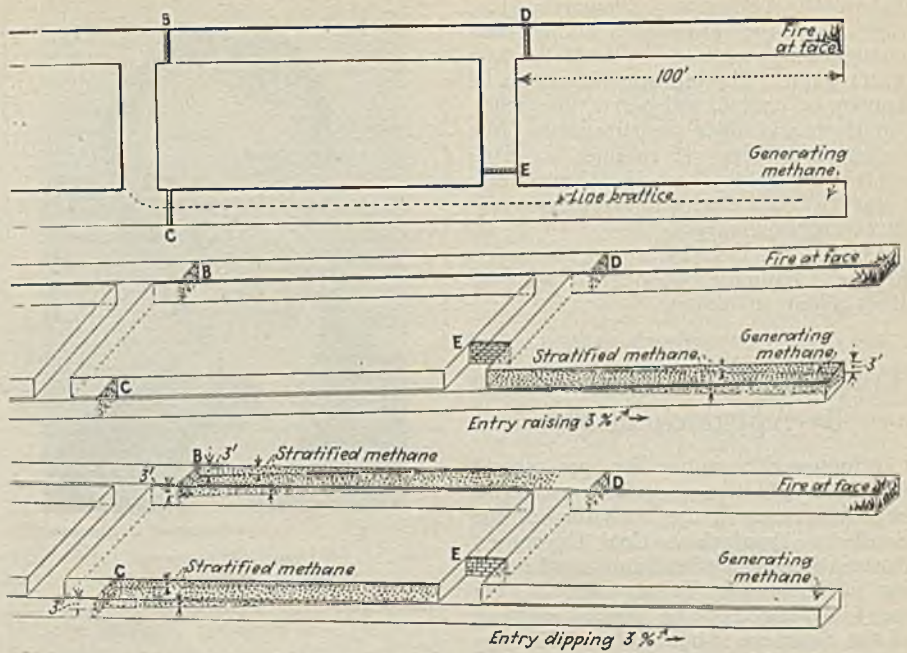 B
D
Fire
at face
100'
E
Generating
methane
Line brattice
C
B
D
Fire at face
E
Generating
methane
Stratified methane
3'
C
Entry raising 3%
B
3'
Stratified methane
3'
D
Fire at face
E
C
Stratified methane
Generating
methane
3'
Entry dipping 3%